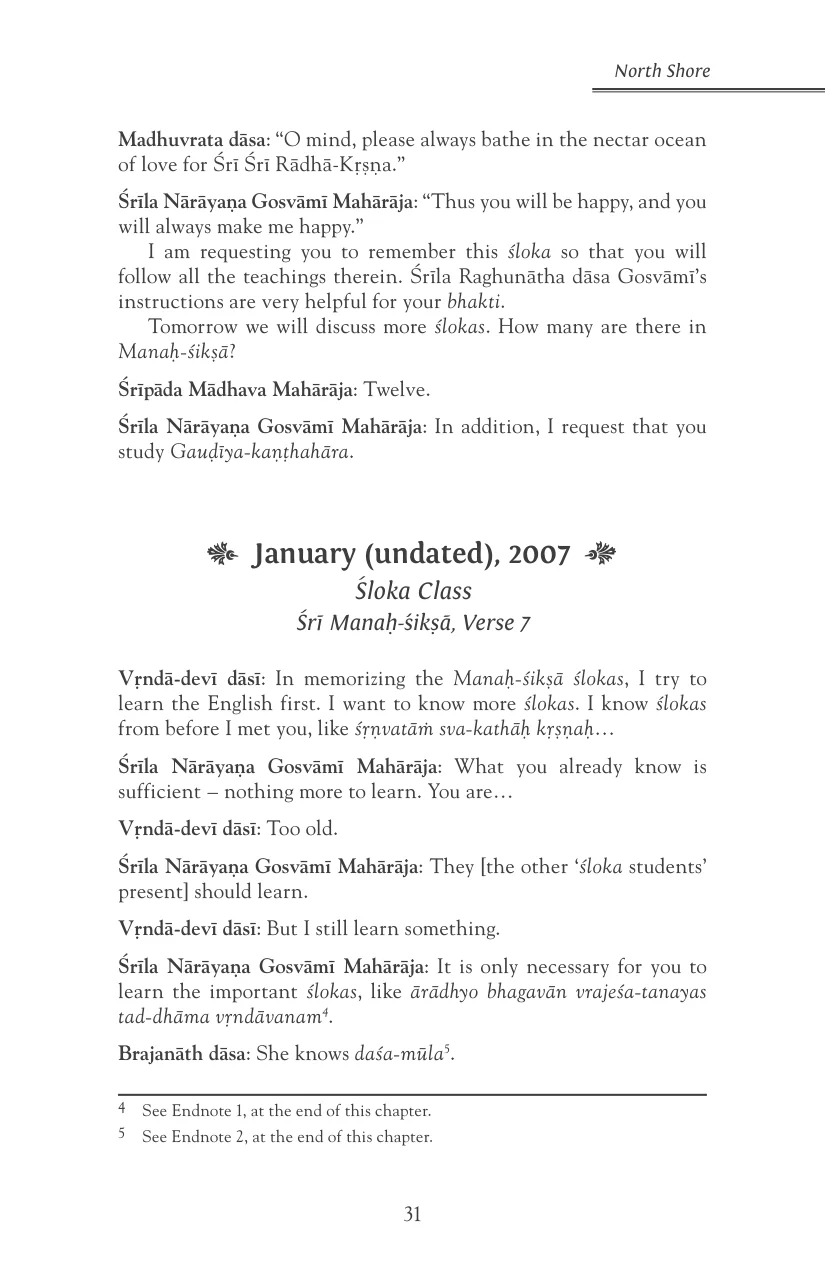 North Shore
Madhuvrata dāsa: “O mind, please always bathe in the nectar ocean
of love for Śrī Śrī Rādhā-Kṛṣṇa.”
Śrīla Nārāyaṇa Gosvāmī Mahārāja: “Thus you will be happy, and you
will always make me happy.”
I am requesting you to remember this śloka so that you will
follow all the teachings therein. Śrīla Raghunātha dāsa Gosvāmī’s
instructions are very helpful for your bhakti.
Tomorrow we will discuss more ślokas. How many are there in
Manaḥ-śikṣā?
Śrīpāda Mādhava Mahārāja: Twelve.
Śrīla Nārāyaṇa Gosvāmī Mahārāja: In addition, I request that you
study Gauḍīya-kaṇṭhahāra.
January (undated), 2007
Śloka Class
Śrī Manaḥ-śikṣā, Verse 7
Vṛndā-devī dāsī: In memorizing the Manaḥ-śikṣā ślokas, I try to
learn the English first. I want to know more ślokas. I know ślokas
from before I met you, like śṛṇvatāṁ sva-kathāḥ kṛṣṇaḥ…
Śrīla Nārāyaṇa Gosvāmī Mahārāja: What you already know is
sufficient – nothing more to learn. You are…
Vṛndā-devī dāsī: Too old.
Śrīla Nārāyaṇa Gosvāmī Mahārāja: They [the other ‘śloka students’
present] should learn.
Vṛndā-devī dāsī: But I still learn something.
Śrīla Nārāyaṇa Gosvāmī Mahārāja: It is only necessary for you to
learn the important ślokas, like ārādhyo bhagavān vrajeśa-tanayas
tad-dhāma vṛndāvanam⁴.
Brajanāth dāsa: She knows daśa-mūla⁵.
4 See Endnote 1, at the end of this chapter.
5 See Endnote 2, at the end of this chapter.
31